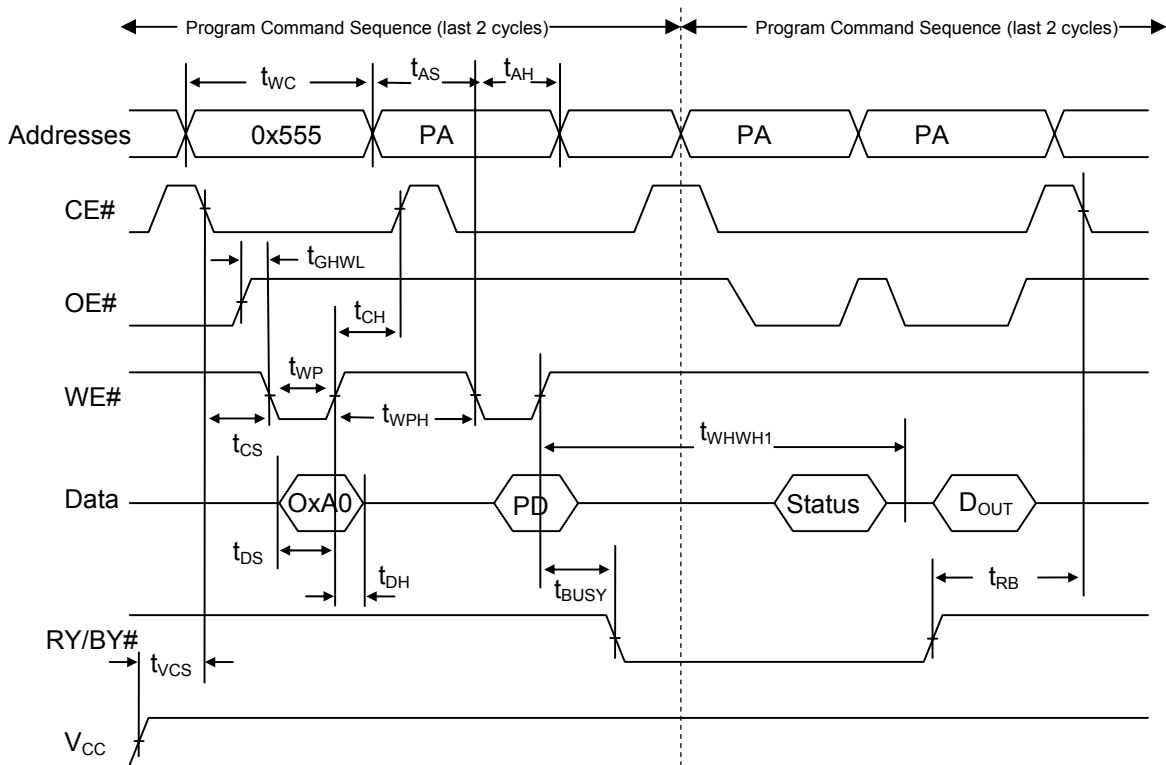 Program Command Sequence (last 2 cycles) Program Command Sequence (last 2 cycles)
tWC tAS tAH
Addresses 0x555 PA PA PA
CE#
tGHWL
OE#
tCH
tWP
WE#
tWPH
tCS tWHWH1
Data OxA0 PD Status DOUT
tDS tDH tBUSY tRB
RY/BY#
tVCS
VCC